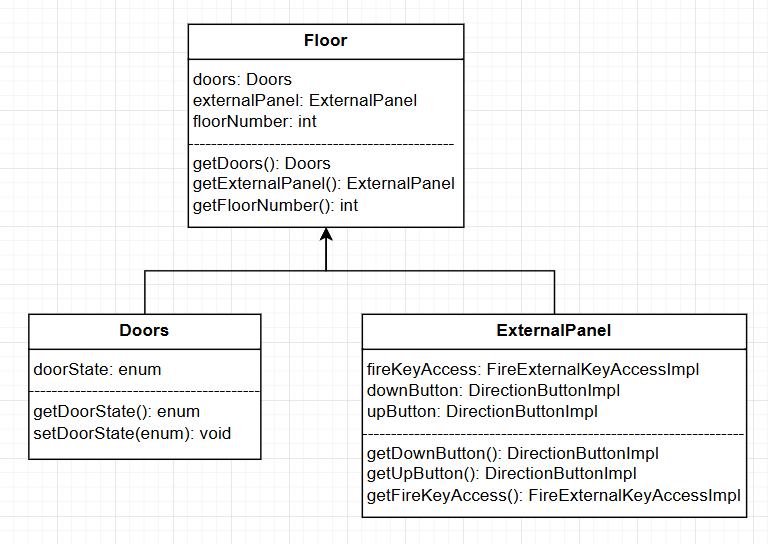 Floor
doors: Doors
externalPanel: ExternalPanel
floorNumber: int
getDoors(): Doors
getExternalPanel(): ExternalPanel
getFloorNumber(): int
Doors
doorState: enum
getDoorState(): enum
setDoorState(enum): void
ExternalPanel
fireKeyAccess: FireExternalKeyAccessImpl
downButton: DirectionButtonImpl
upButton: DirectionButtonImpl
getDownButton(): DirectionButtonImpl
getUpButton(): DirectionButtonImpl
getFireKeyAccess(): FireExternalKeyAccessImpl